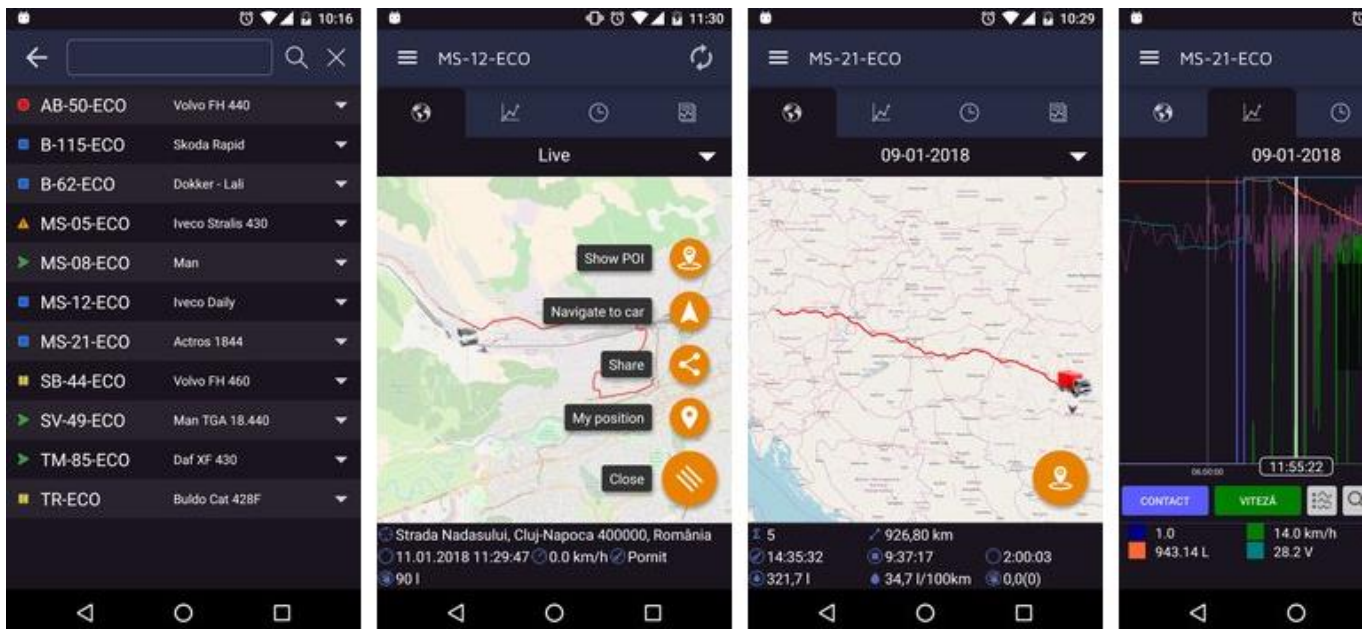 10:16
AB-50-ECO Volvo FH 440
B-115-ECO Skoda Rapid
B-62-ECO Dokker - Lali
MS-05-ECO Iveco Stralis 430
MS-08-ECO Man
MS-12-ECO Iveco Daily
MS-21-ECO Actros 1844
SB-44-ECO Volvo FH 460
SV-49-ECO Man TGA 18.440
TM-85-ECO Daf XF 430
TR-ECO Buldo Cat 428F
11:30
MS-12-ECO
Live
Show POI
Navigate to car
Share
My position
Close
Strada Nadasului, Cluj-Napoca 400000, România
11.01.2018 11:29:47 0.0 km/h Pornit
90 l
10:29
MS-21-ECO
09-01-2018
Σ 5 926,80 km
14:35:32 9:37:17 2:00:03
321,7 l 34,7 l/100km 0,0(0)
MS-21-ECO
09-01-2018
06:00:00 11:55:22
CONTACT VITEZĂ
1.0 14.0 km/h
943.14 L 28.2 V